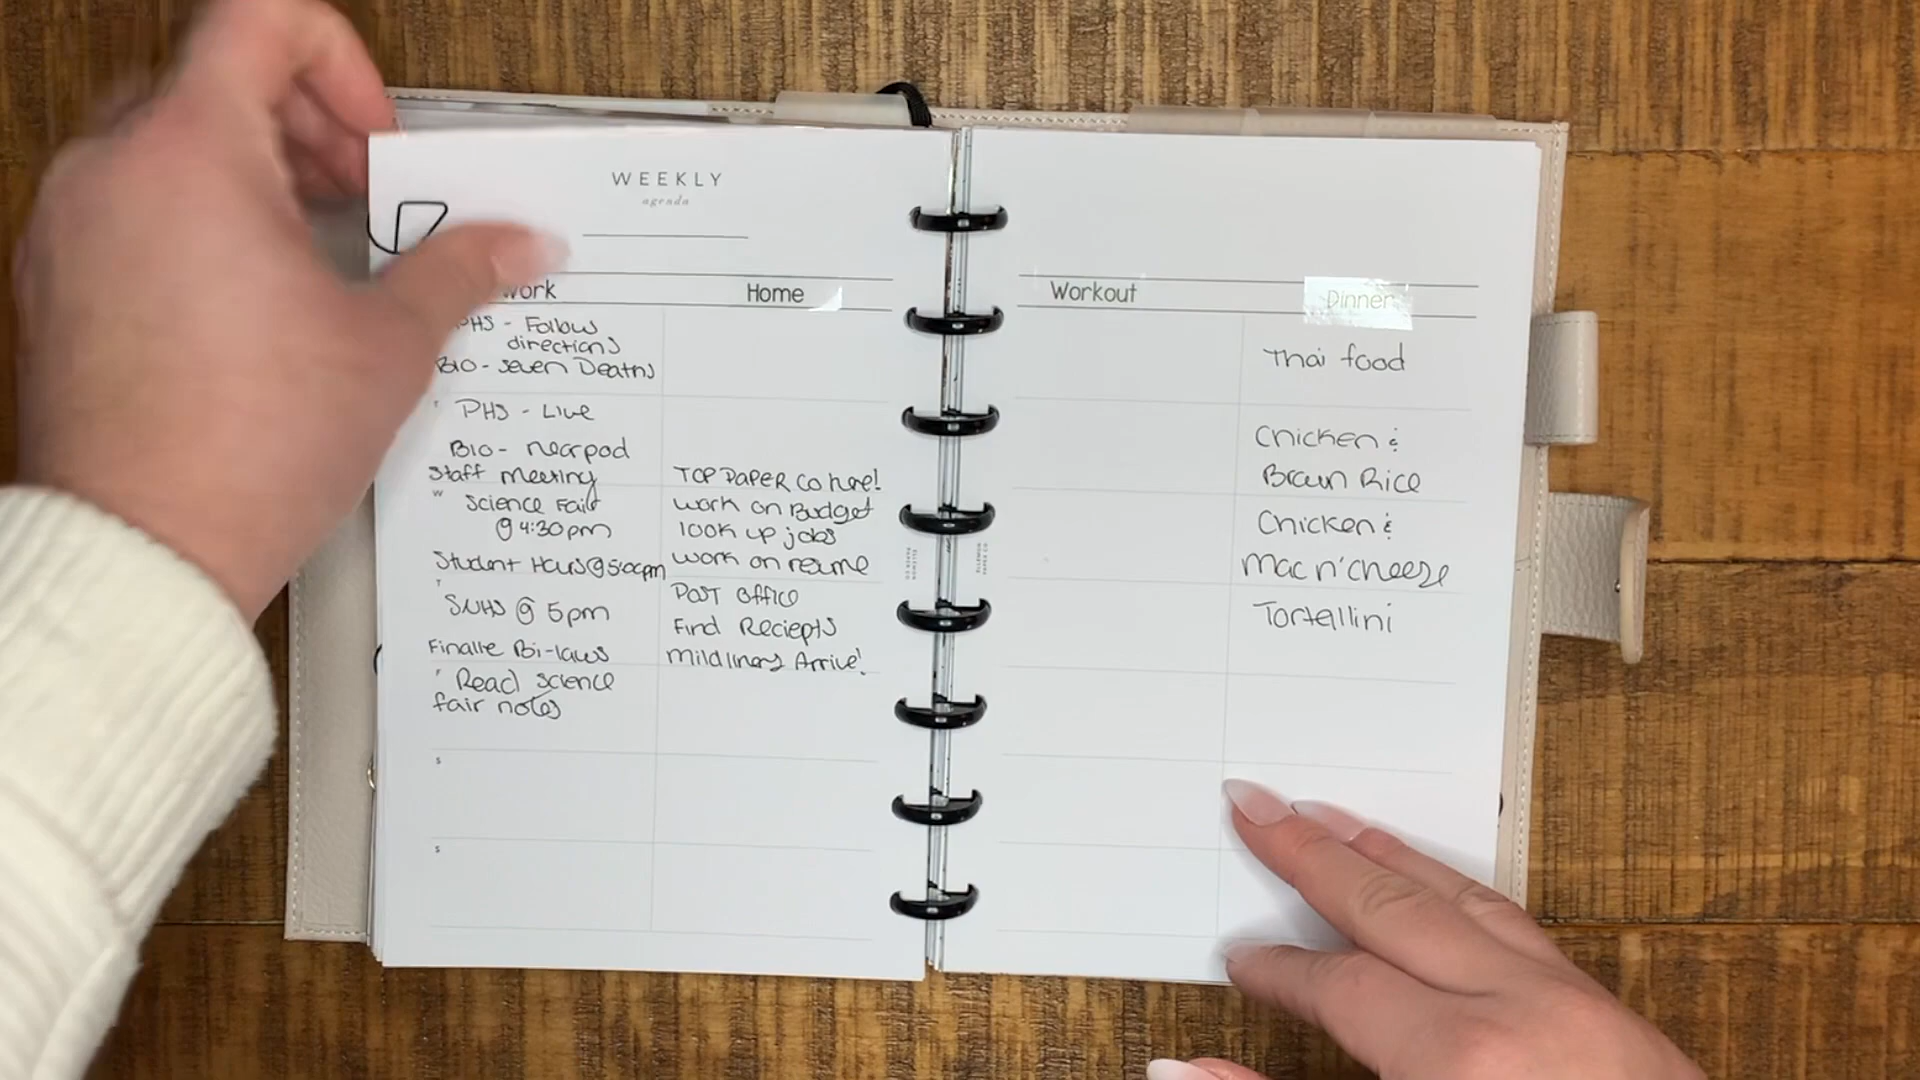 WEEKLY
agenda
Work
Home
Workout
Dinner
PHS - Follow
directions
BIO - Seven Deaths
T
PHS - Live
BIO - Nearpod
Staff Meeting
W
Science Fair
@ 4:30pm
Student Hours @ 5:00pm
T
SNHS @ 5pm
Finalle Bi-laws
F
Read science
fair notes
S
S
TOP PAPER CO here!
work on Budget
look up jobs
work on resume
Post Office
Find Reciepts
Mildliners Arrive!
Thai food
Chicken &
Brown Rice
Chicken &
Mac n' cheese
Tortellini